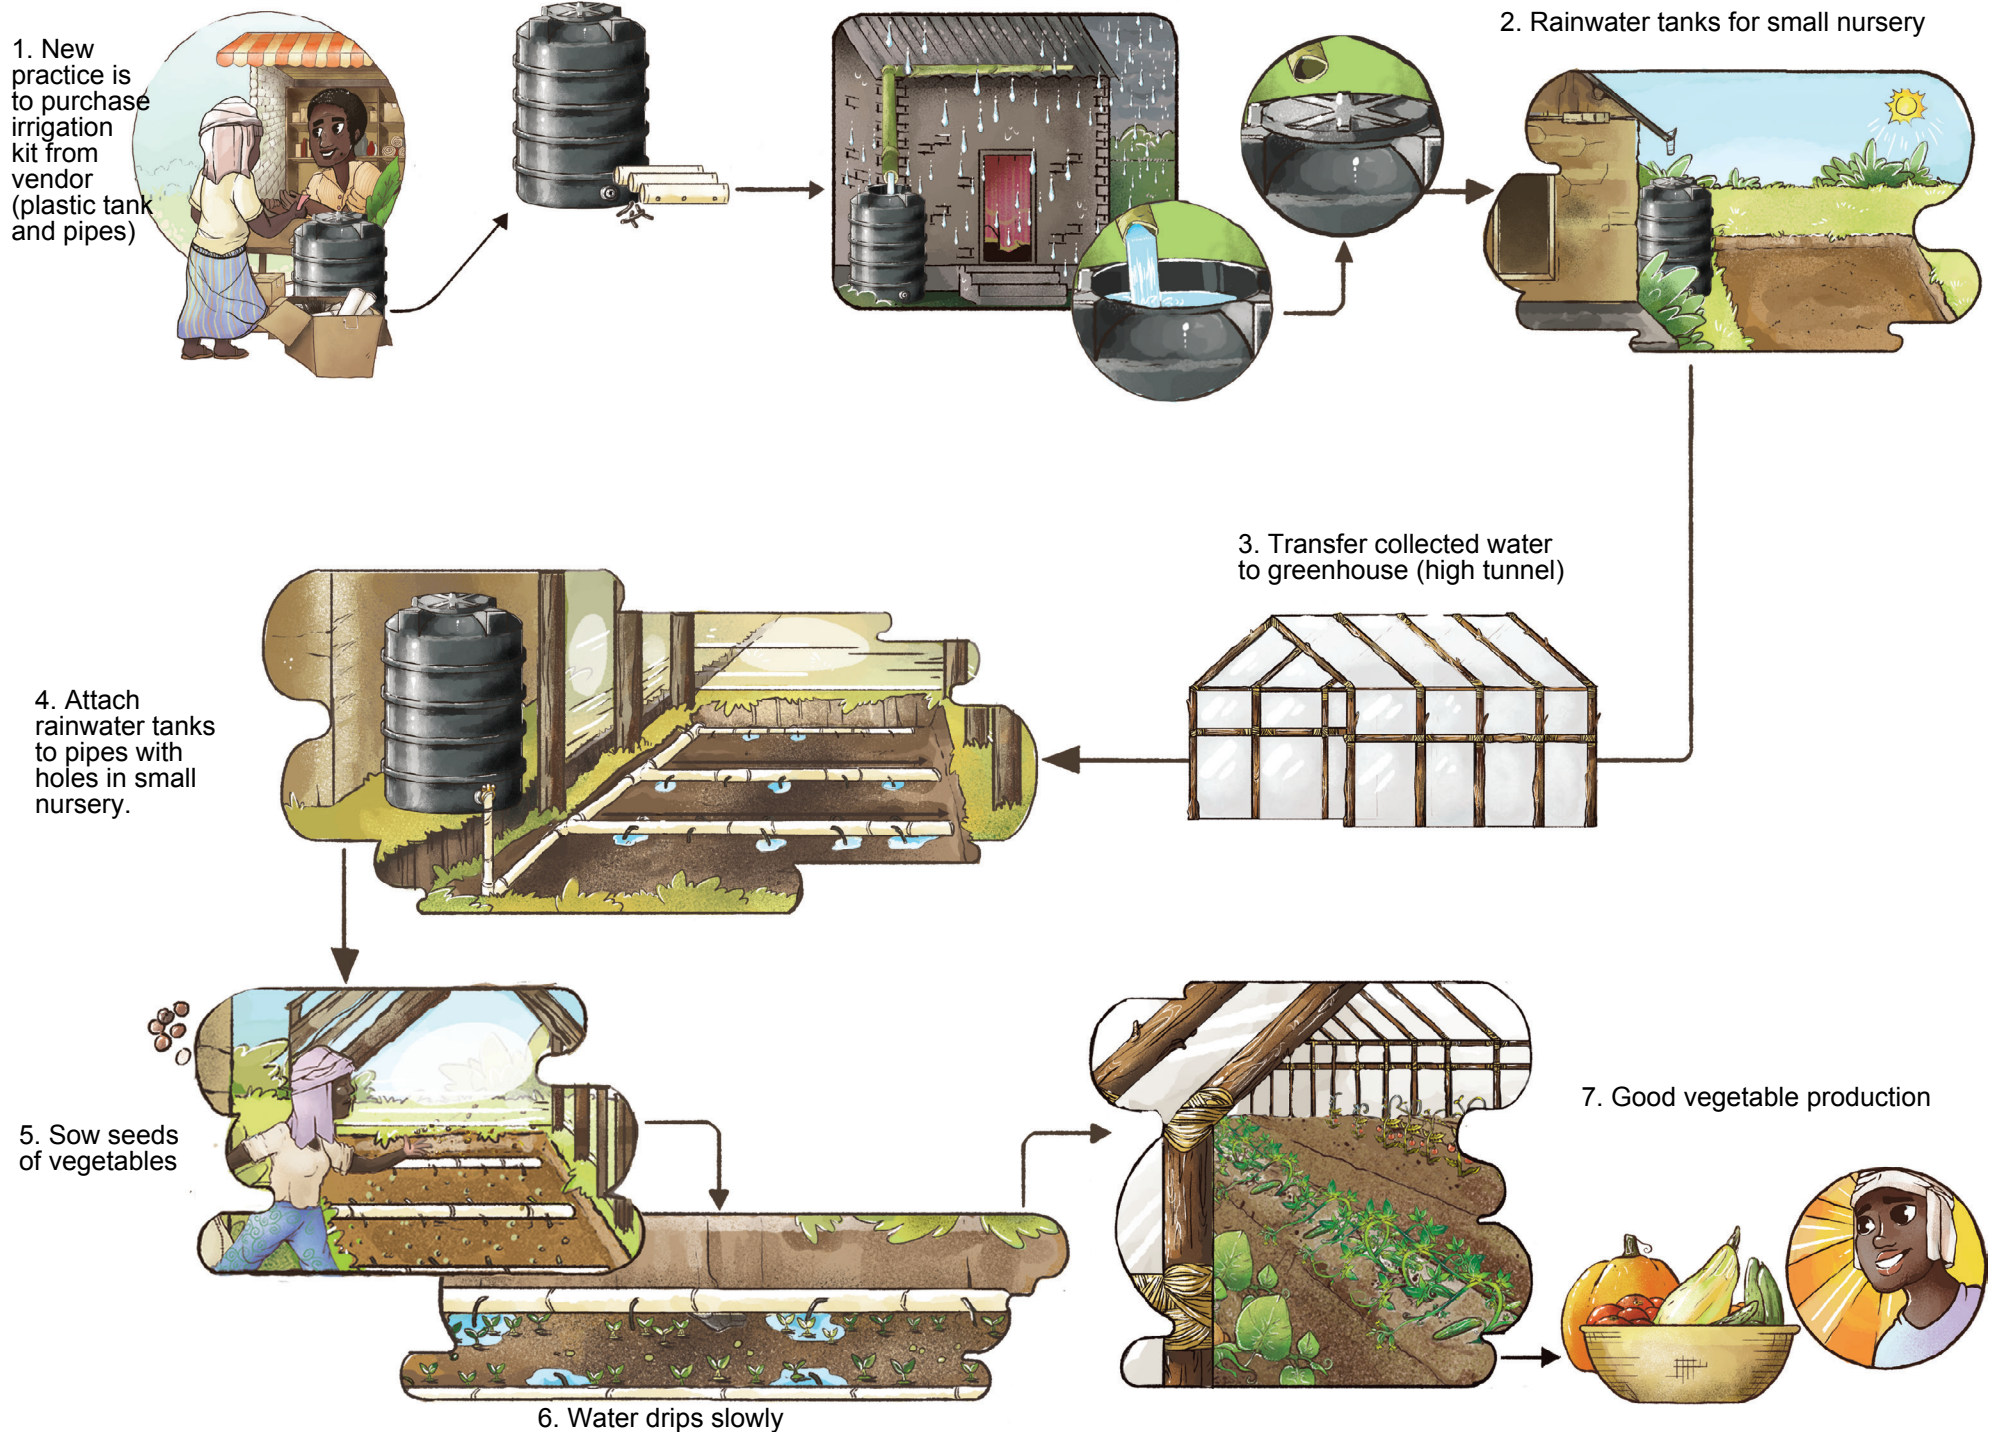 1. New
practice is
to purchase
irrigation
kit from
vendor
(plastic tank
and pipes)
2. Rainwater tanks for small nursery
3. Transfer collected water
to greenhouse (high tunnel)
4. Attach
rainwater tanks
to pipes with
holes in small
nursery.
5. Sow seeds
of vegetables
6. Water drips slowly
7. Good vegetable production